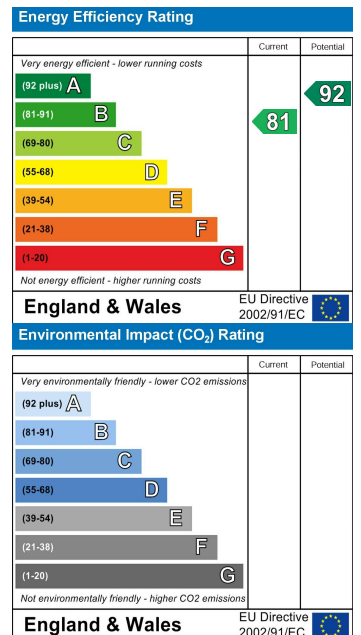 Energy Efficiency Rating
Current Potential
Very energy efficient - lower running costs
(92 plus) A
(81-91) B
(69-80) C
(55-68) D
(39-54) E
(21-38) F
(1-20) G
81
92
Not energy efficient - higher running costs
England & Wales
EU Directive
2002/91/EC
Environmental Impact (CO₂) Rating
Current Potential
Very environmentally friendly - lower CO2 emissions
(92 plus) A
(81-91) B
(69-80) C
(55-68) D
(39-54) E
(21-38) F
(1-20) G
Not environmentally friendly - higher CO2 emissions
England & Wales
EU Directive
2002/91/EC